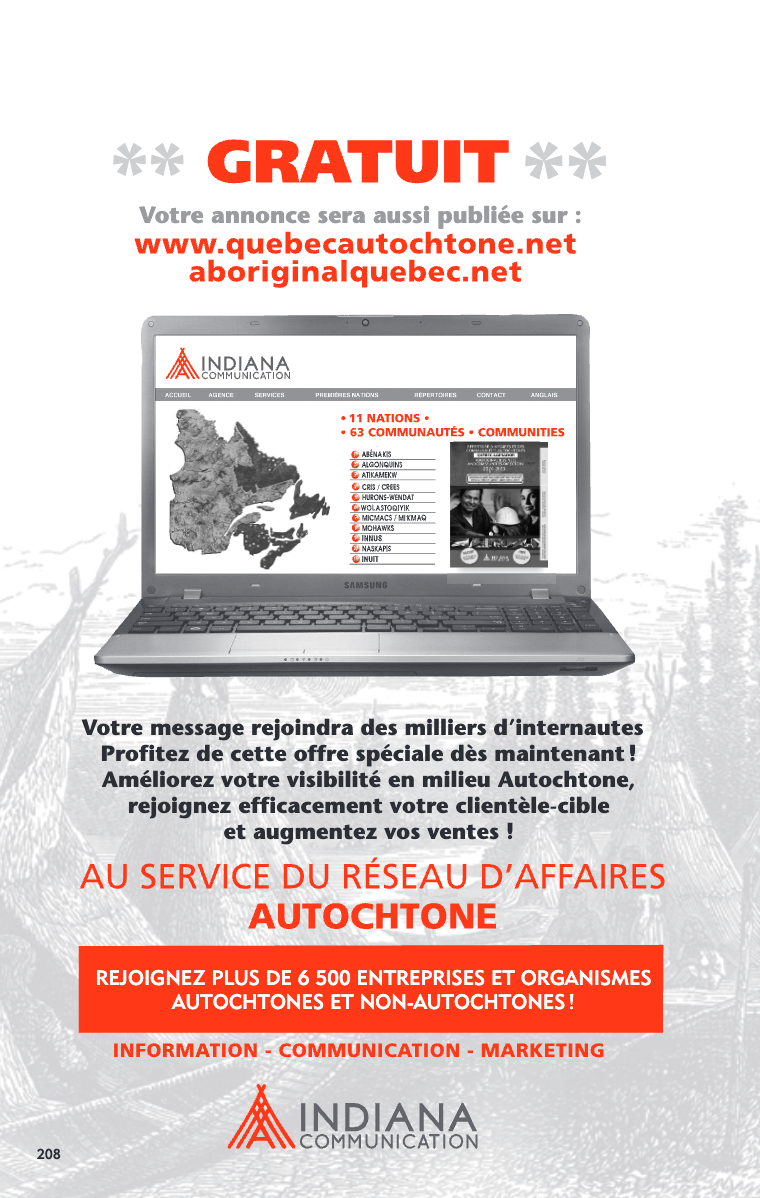 ** GRATUIT **
Votre annonce sera aussi publiée sur :
www.quebecautochtone.net
aboriginalquebec.net
INDIANA
COMMUNICATION
ACCUEIL AGENCE SERVICES PREMIÈRES NATIONS RÉPERTOIRES CONTACT ANGLAIS
• 11 NATIONS •
• 63 COMMUNAUTÉS • COMMUNITIES
ABÉNAKIS
ALGONQUINS
ATIKAMEKW
CRIS / CREES
HURONS-WENDAT
WOLASTOQIYIK
MICMACS / MI'KMAQ
MOHAWKS
INNUS
NASKAPIS
INUIT
INDIANA
SAMSUNG
Votre message rejoindra des milliers d'internautes
Profitez de cette offre spéciale dès maintenant !
Améliorez votre visibilité en milieu Autochtone,
rejoignez efficacement votre clientèle-cible
et augmentez vos ventes !
AU SERVICE DU RÉSEAU D'AFFAIRES
AUTOCHTONE
REJOIGNEZ PLUS DE 6 500 ENTREPRISES ET ORGANISMES
AUTOCHTONES ET NON-AUTOCHTONES !
INFORMATION - COMMUNICATION - MARKETING
INDIANA
COMMUNICATION
208